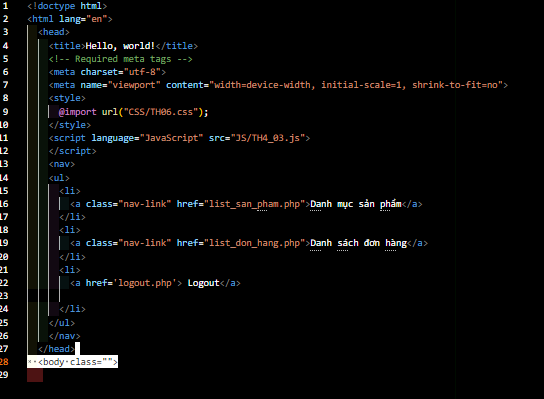 1 <!doctype html>
2 <html lang="en">
3 <head>
4 <title>Hello, world!</title>
5 <!-- Required meta tags -->
6 <meta charset="utf-8">
7 <meta name="viewport" content="width=device-width, initial-scale=1, shrink-to-fit=no">
8 <style>
9 @import url("CSS/TH06.css");
10 </style>
11 <script language="JavaScript" src="JS/TH4_03.js">
12 </script>
13 <nav>
14 <ul>
15 <li>
16 <a class="nav-link" href="list_san_pham.php">Danh mục sản phẩm</a>
17 </li>
18 <li>
19 <a class="nav-link" href="list_don_hang.php">Danh sách đơn hàng</a>
20 </li>
21 <li>
22 <a href='logout.php'> Logout</a>
23
24 </li>
25 </ul>
26 </nav>
27 </head>
28 <body class="">
29